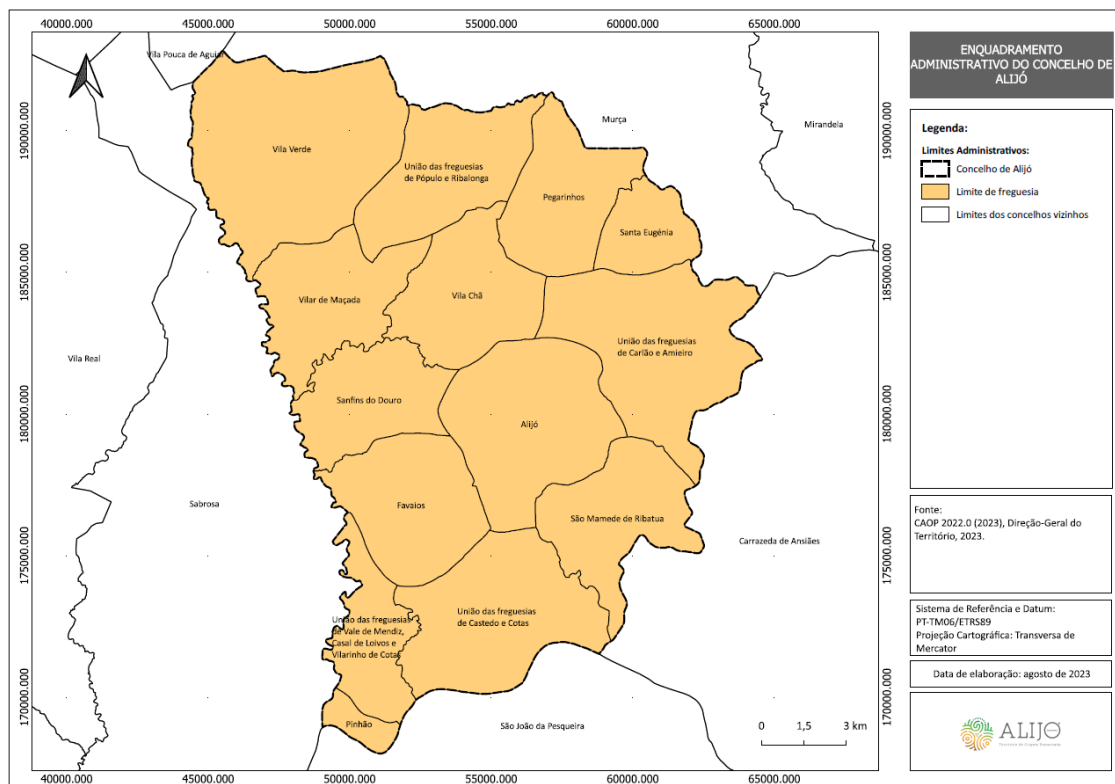 40000.000 45000.000 50000.000 55000.000 60000.000 65000.000
190000.000 190000.000
185000.000 185000.000
180000.000 180000.000
175000.000 175000.000
170000.000 170000.000
Vila Pouca de Aguiar
Murça
Mirandela
Vila Verde
União das freguesias
de Pópulo e Ribalonga
Pegarinhos
Santa Eugénia
Vilar de Maçada
Vila Chã
União das freguesias
de Carlão e Amieiro
Vila Real
Sanfins do Douro
Alijó
Sabrosa
Favaios
São Mamede de Ribatua
Carrazeda de Ansiães
União das freguesias
de Castedo e Cotas
União das freguesias
de Vale de Mendiz,
Casal de Loivos e
Vilarinho de Cotas
Pinhão
São João da Pesqueira
0 1,5 3 km
40000.000 45000.000 50000.000 55000.000 60000.000 65000.000
ENQUADRAMENTO
ADMINISTRATIVO DO CONCELHO DE
ALIJÓ
Legenda:
Limites Administrativos:
Concelho de Alijó
Limite de freguesia
Limites dos concelhos vizinhos
Fonte:
CAOP 2022.0 (2023), Direção-Geral do
Território, 2023.
Sistema de Referência e Datum:
PT-TM06/ETRS89
Projeção Cartográfica: Transversa de
Mercator
Data de elaboração: agosto de 2023
ALIJÓ